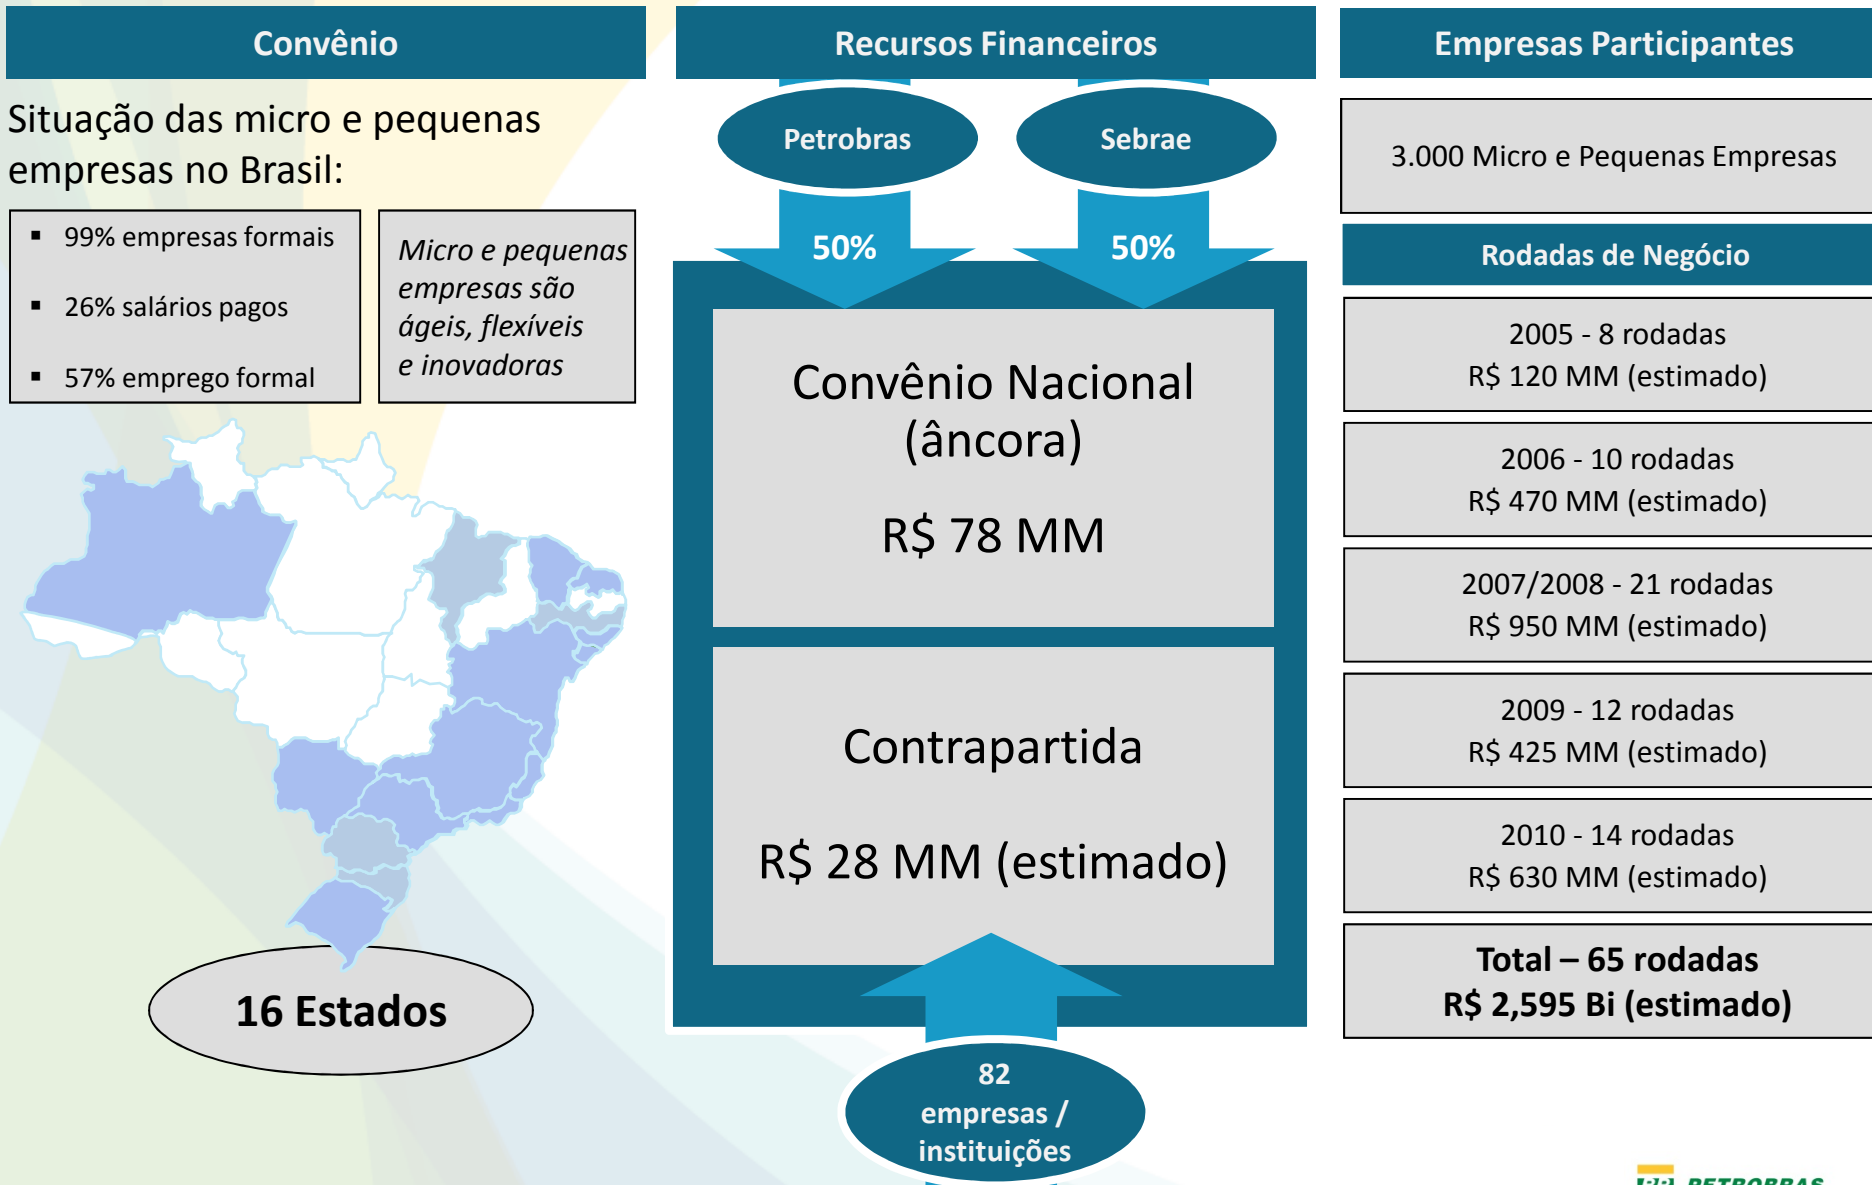 Convênio
Situação das micro e pequenas
empresas no Brasil:
▪ 99% empresas formais
▪ 26% salários pagos
▪ 57% emprego formal
Micro e pequenas
empresas são
ágeis, flexíveis
e inovadoras
16 Estados
Recursos Financeiros
Petrobras
Sebrae
50%
50%
Convênio Nacional
(âncora)
R$ 78 MM
Contrapartida
R$ 28 MM (estimado)
82
empresas /
instituições
Empresas Participantes
3.000 Micro e Pequenas Empresas
Rodadas de Negócio
2005 - 8 rodadas
R$ 120 MM (estimado)
2006 - 10 rodadas
R$ 470 MM (estimado)
2007/2008 - 21 rodadas
R$ 950 MM (estimado)
2009 - 12 rodadas
R$ 425 MM (estimado)
2010 - 14 rodadas
R$ 630 MM (estimado)
Total – 65 rodadas
R$ 2,595 Bi (estimado)
PETROBRAS